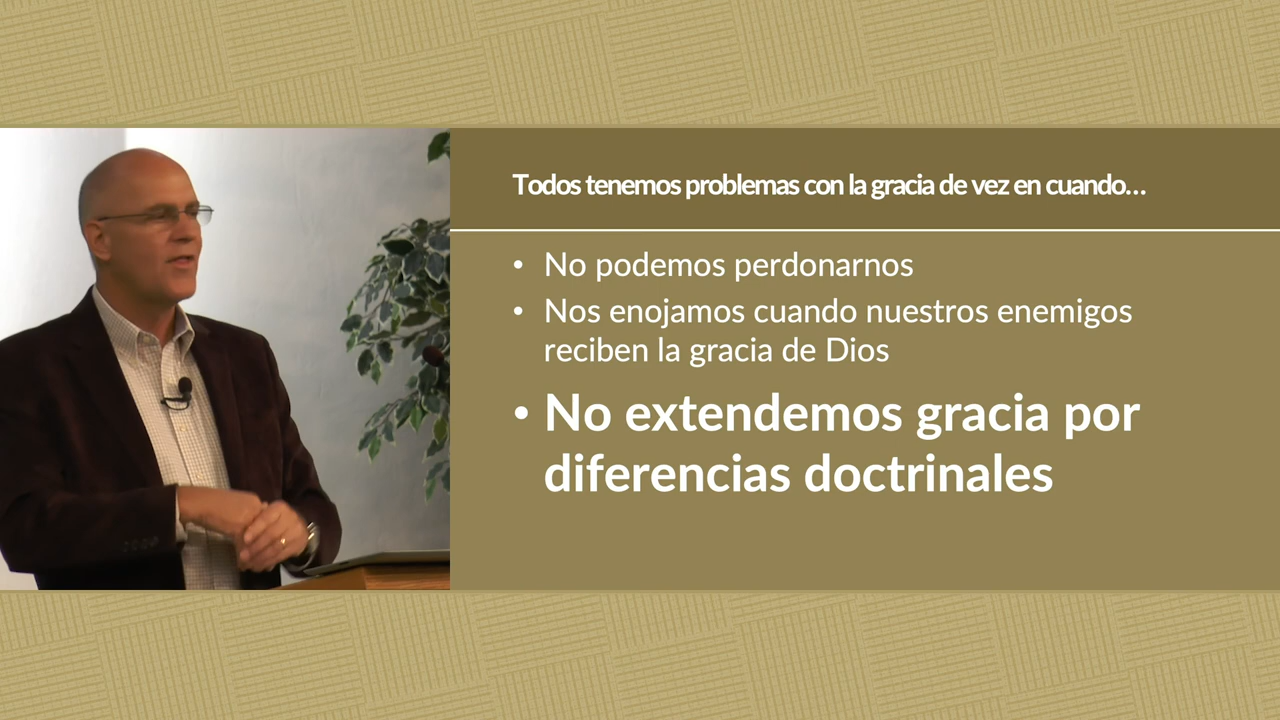 Todos tenemos problemas con la gracia de vez en cuando…
• No podemos perdonarnos
• Nos enojamos cuando nuestros enemigos
reciben la gracia de Dios
• No extendemos gracia por
diferencias doctrinales